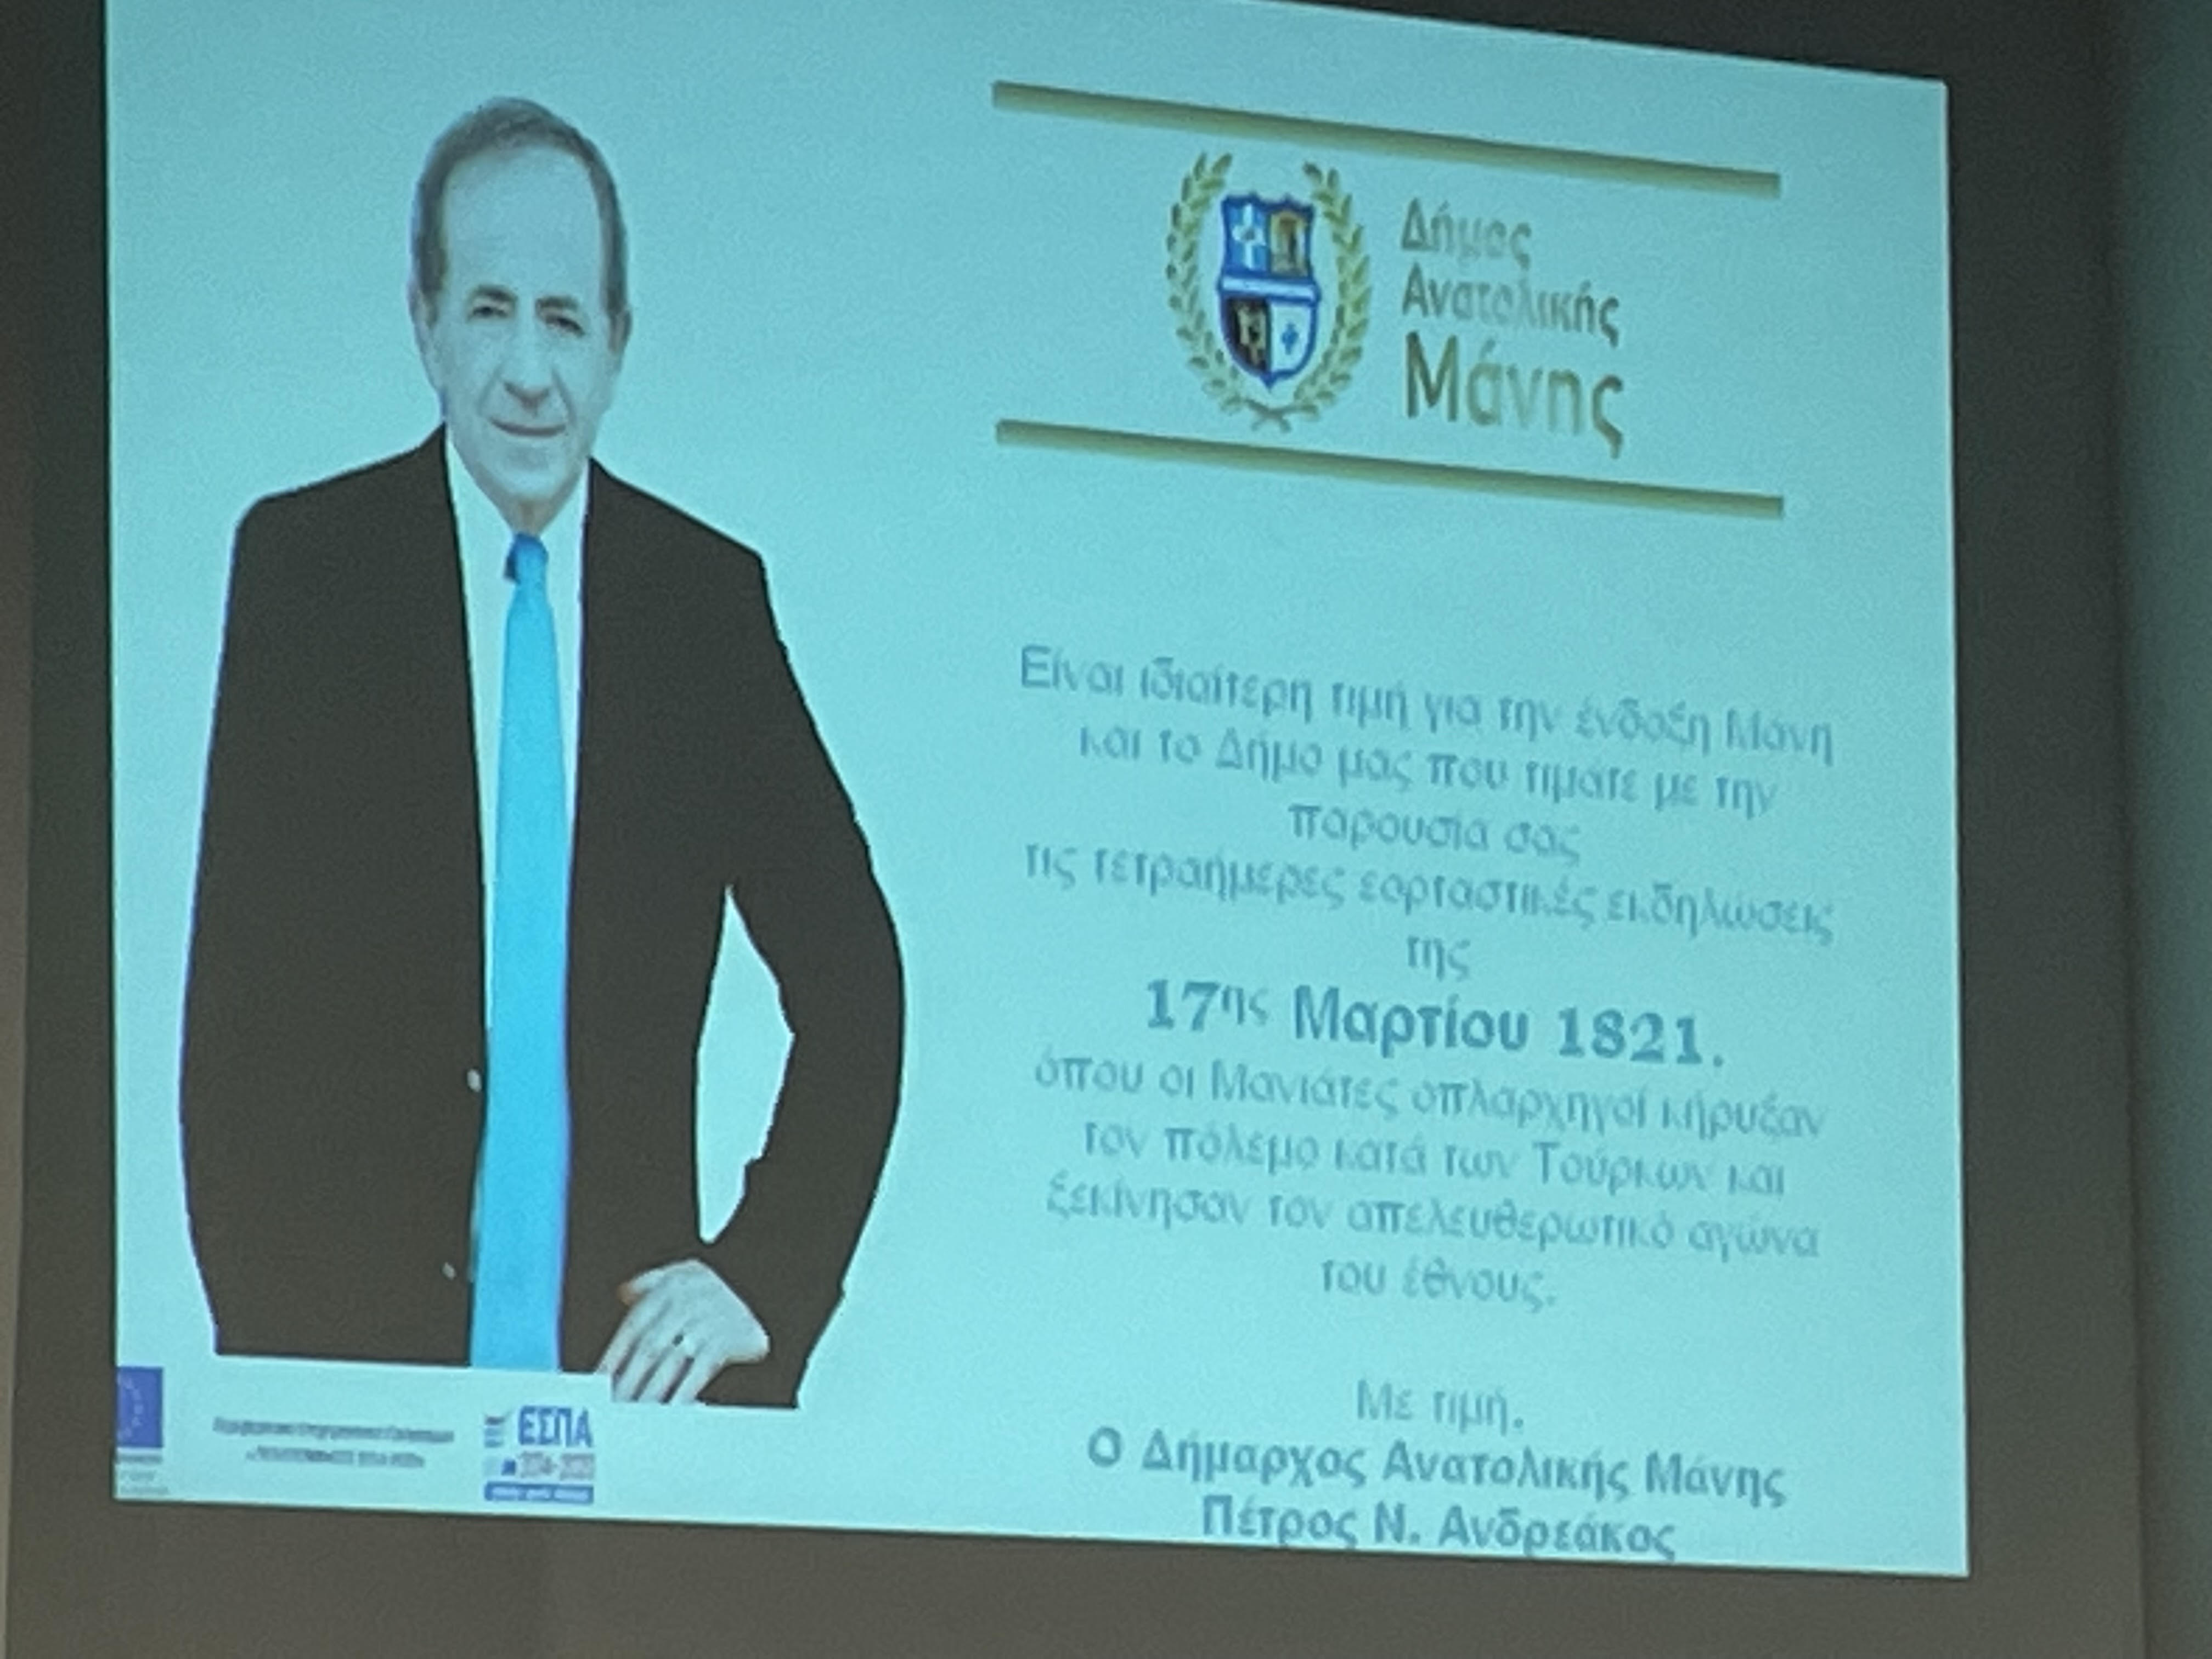 Δήμος
Ανατολικής
Μάνης
Είναι ιδιαίτερη τιμή για την ένδοξη Μάνη
και το Δήμο μας που τιμάτε με την
παρουσία σας
τις τετραήμερες εορταστικές εκδηλώσεις
της
17ης Μαρτίου 1821.
όπου οι Μανιάτες οπλαρχηγοί κήρυξαν
τον πόλεμο κατά των Τούρκων και
ξεκίνησαν τον απελευθερωτικό αγώνα
του έθνους.
Με τιμή,
Ο Δήμαρχος Ανατολικής Μάνης
Πέτρος Ν. Ανδρεάκος
ΕΣΠΑ
2014-2020